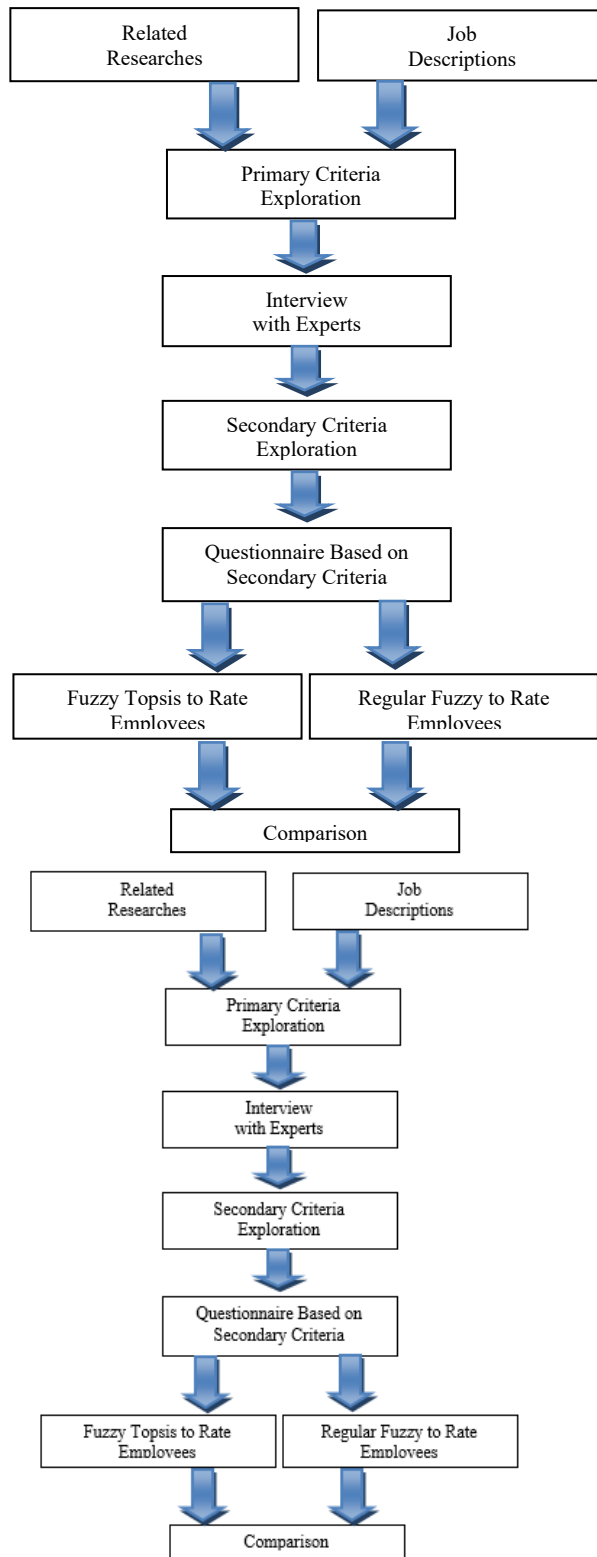 Related
Researches
Job
Descriptions
Primary Criteria
Exploration
Interview
with Experts
Secondary Criteria
Exploration
Questionnaire Based on
Secondary Criteria
Fuzzy Topsis to Rate
Employees
Regular Fuzzy to Rate
Employees
Comparison
Related
Researches
Job
Descriptions
Primary Criteria
Exploration
Interview
with Experts
Secondary Criteria
Exploration
Questionnaire Based on
Secondary Criteria
Fuzzy Topsis to Rate
Employees
Regular Fuzzy to Rate
Employees
Comparison